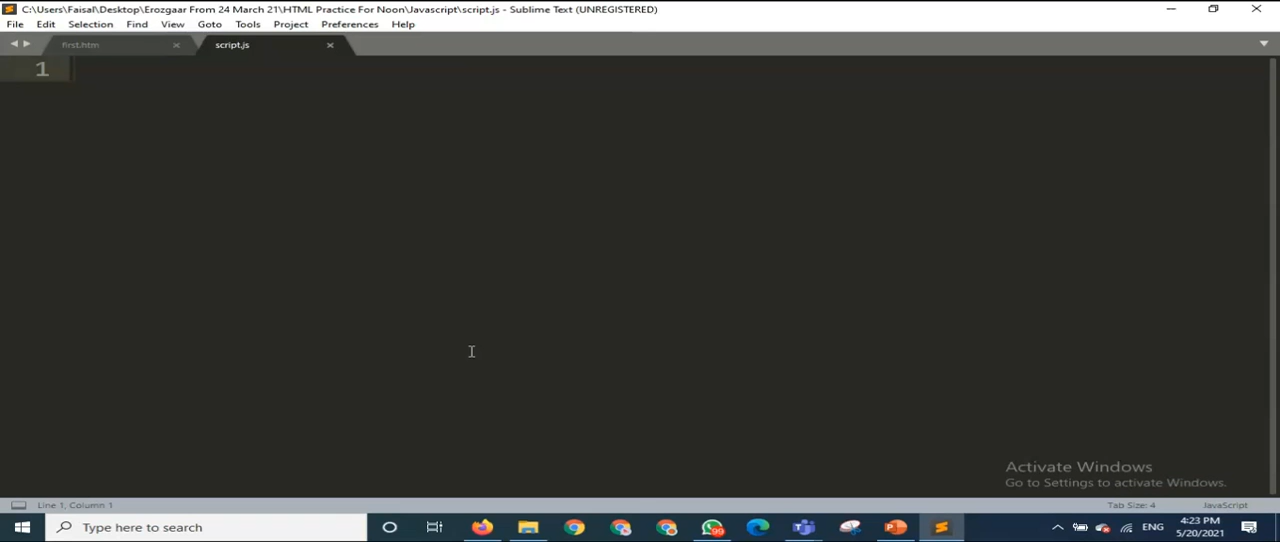 C:\Users\Faisal\Desktop\Erozgaar From 24 March 21\HTML Practice For Noon\Javascript\script.js - Sublime Text (UNREGISTERED)
File Edit Selection Find View Goto Tools Project Preferences Help
first.htm script.js
1
Activate Windows
Go to Settings to activate Windows.
Line 1, Column 1 Tab Size: 4 JavaScript
Type here to search 99 ENG 4:23 PM
5/20/2021